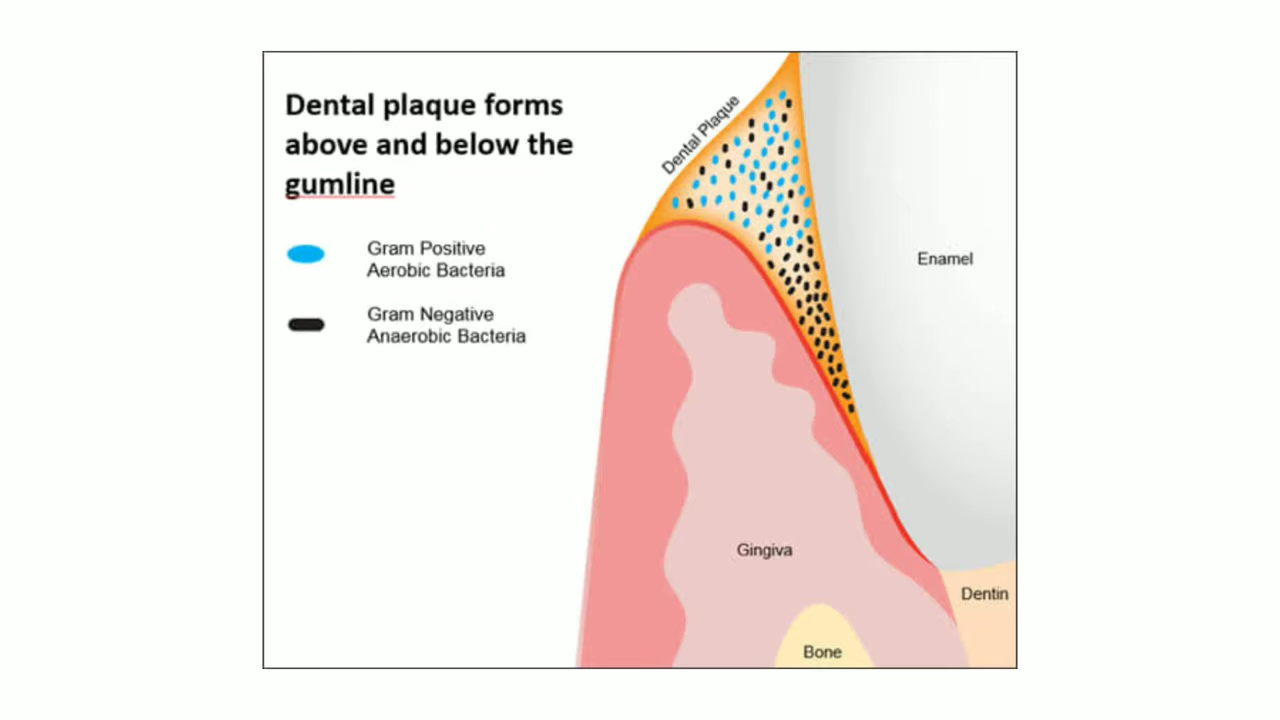 Dental plaque forms
above and below the
gumline
Gram Positive
Aerobic Bacteria
Gram Negative
Anaerobic Bacteria
Dental Plaque
Enamel
Gingiva
Dentin
Bone